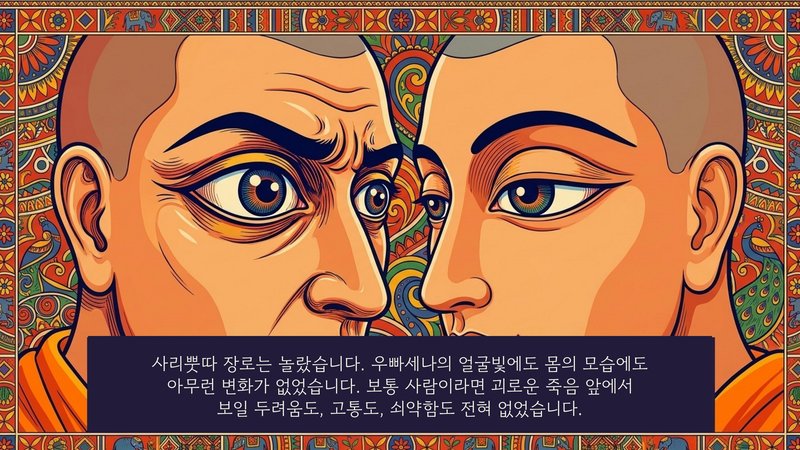 사리뿟따 장로는 놀랐습니다. 우빠세나의 얼굴빛에도 몸의 모습에도
아무런 변화가 없었습니다. 보통 사람이라면 괴로운 죽음 앞에서
보일 두려움도, 고통도, 쇠약함도 전혀 없었습니다.